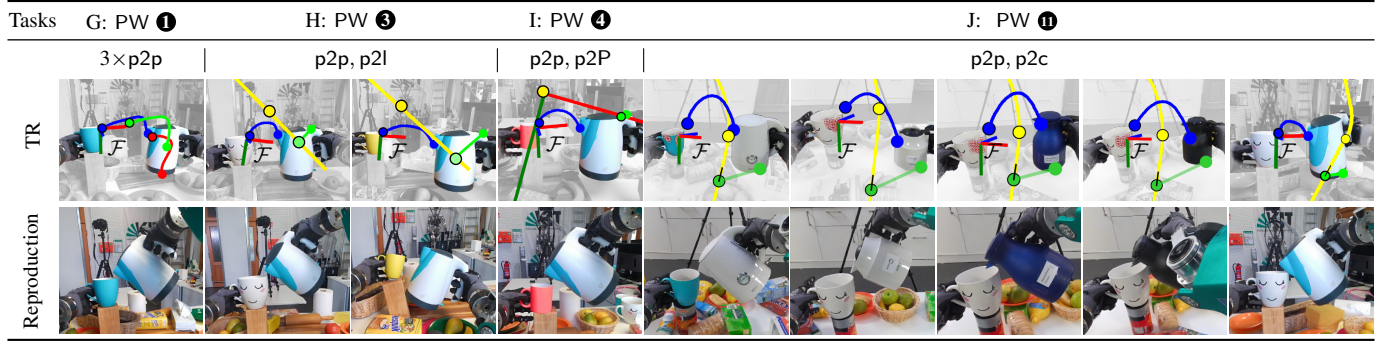 Tasks G: PW ❶ H: PW ❸ I: PW ❹ J: PW ⓫
3×p2p p2p, p2l p2p, p2P p2p, p2c
TR
F F F F F F F F F
Reproduction